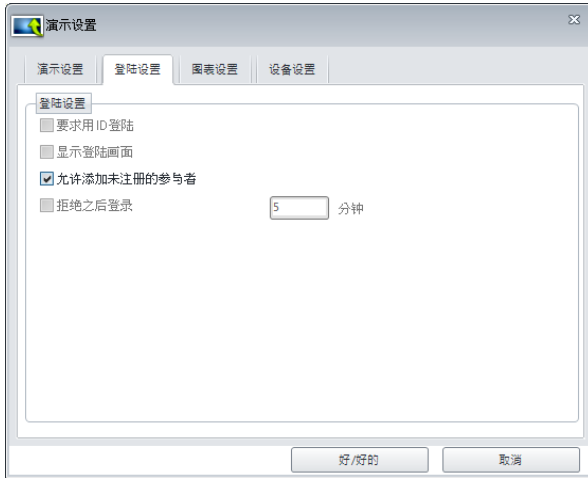 演示设置
演示设置 登陆设置 图表设置 设备设置
登陆设置
要求用ID登陆
显示登陆画面
允许添加未注册的参与者
拒绝之后登录 5 分钟
好/好的 取消